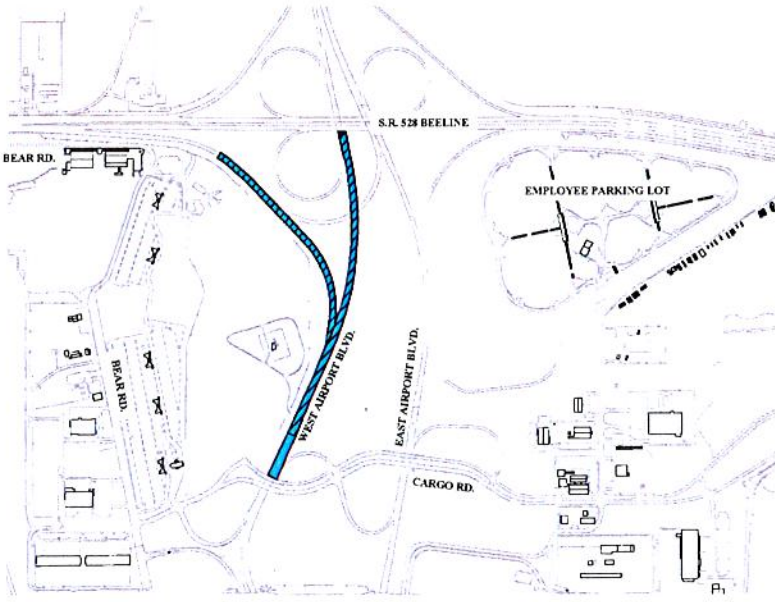 S.R. 528 BEELINE
BEAR RD.
EMPLOYEE PARKING LOT
WEST AIRPORT BLVD.
EAST AIRPORT BLVD.
BEAR RD.
CARGO RD.